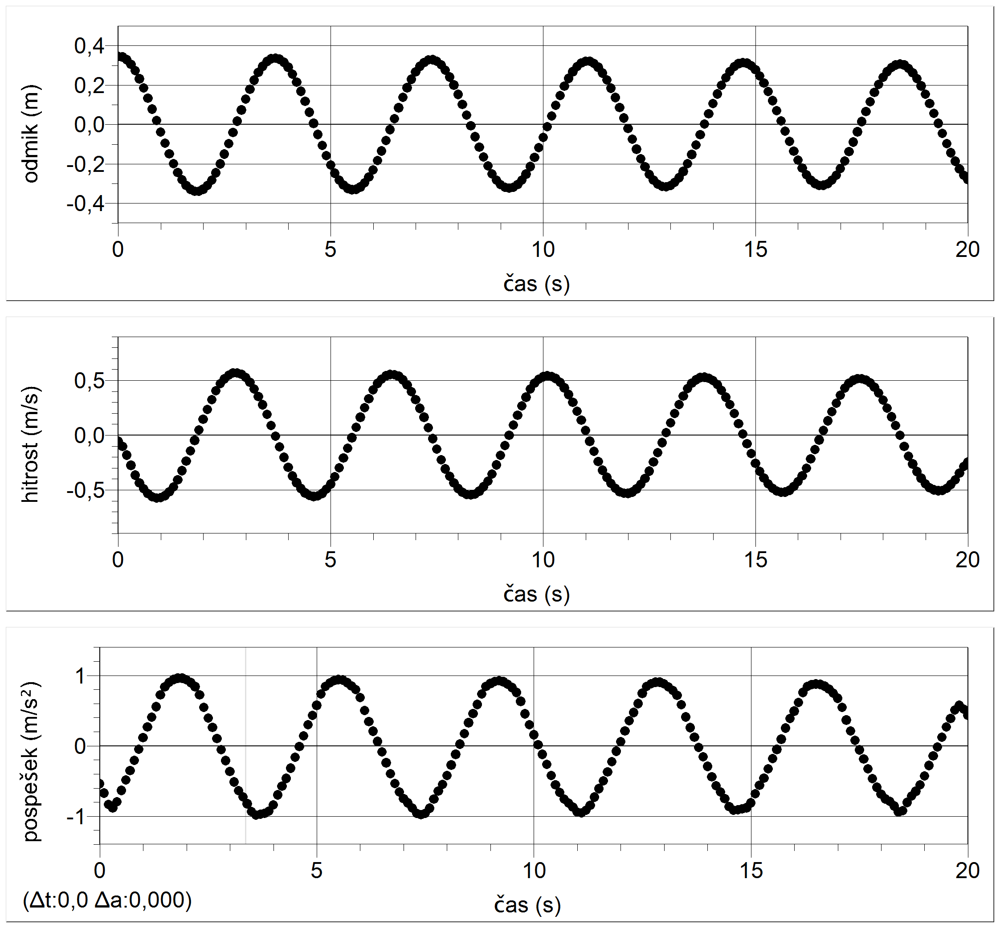 odmik (m)
0,4
0,2
0,0
-0,2
-0,4
0 5 10 15 20
čas (s)
hitrost (m/s)
0,5
0,0
-0,5
0 5 10 15 20
čas (s)
pospešek (m/s²)
1
0
-1
0 5 10 15 20
(Δt:0,0 Δa:0,000)
čas (s)